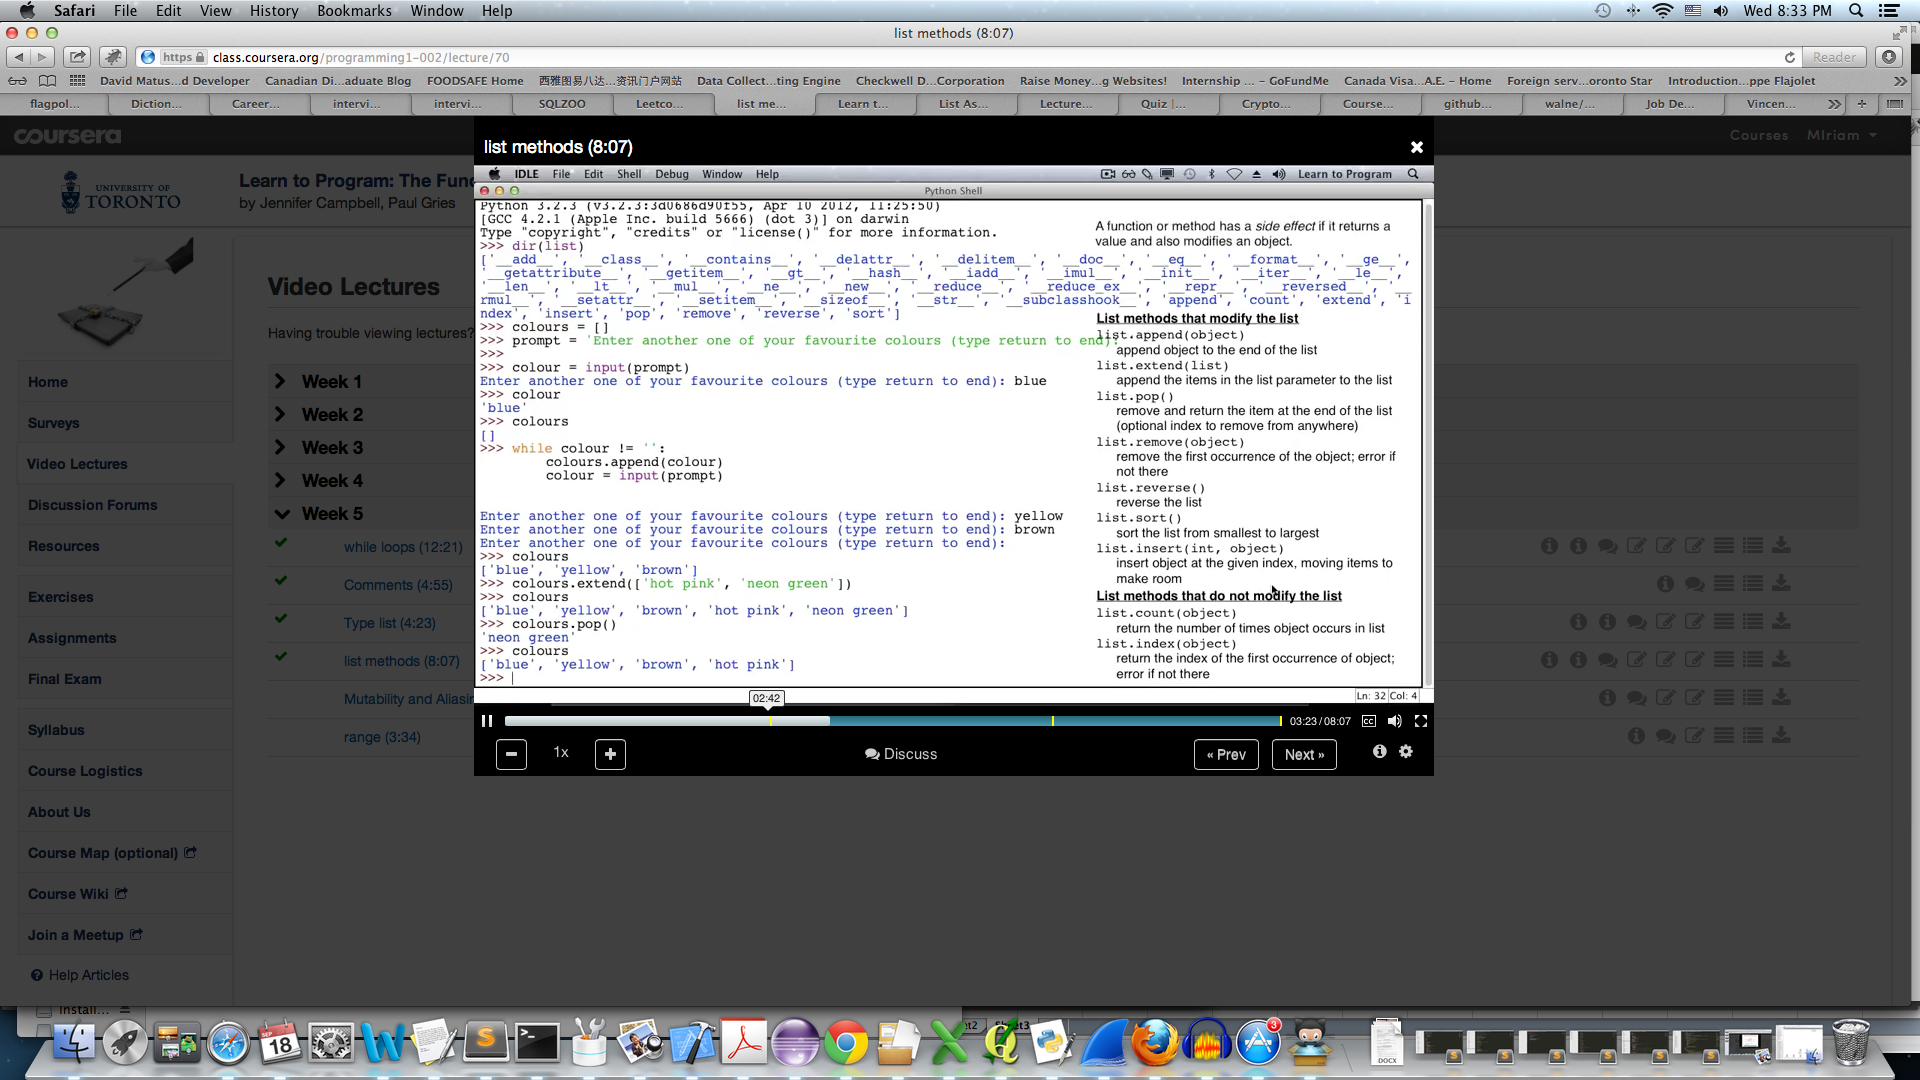 Safari File Edit View History Bookmarks Window Help Wed 8:33 PM
list methods (8:07)
https class.coursera.org/programming1-002/lecture/70 Reader
David Matus...d Developer Canadian Di...aduate Blog FOODSAFE Home 西雅图易八达...资讯门户网站 Data Collect...ting Engine Checkwell D...Corporation Raise Money...g Websites! Internship ... – GoFundMe Canada Visa...A.E. – Home Foreign serv...oronto Star Introduction...ppe Flajolet
flagpol... Diction... Career... intervi... intervi... SQLZOO Leetco... list me... Learn t... List As... Lecture... Quiz |... Crypto... Course... github... walne/... Job De... Vincen...
coursera
Courses MIriam
list methods (8:07)
UNIVERSITY OF
TORONTO
Learn to Program: The Fun
by Jennifer Campbell, Paul Gries
Home
Surveys
Video Lectures
Discussion Forums
Resources
Exercises
Assignments
Final Exam
Syllabus
Course Logistics
About Us
Course Map (optional)
Course Wiki
Join a Meetup
Help Articles
Video Lectures
Having trouble viewing lectures?
Week 1
Week 2
Week 3
Week 4
Week 5
while loops (12:21)
Comments (4:55)
Type list (4:23)
list methods (8:07)
Mutability and Aliasin
range (3:34)
IDLE File Edit Shell Debug Window Help Learn to Program
Python Shell
Python 3.2.3 (v3.2.3:3d0686d90f55, Apr 10 2012, 11:25:50)
[GCC 4.2.1 (Apple Inc. build 5666) (dot 3)] on darwin
Type "copyright", "credits" or "license()" for more information.
>>> dir(list)
['__add__', '__class__', '__contains__', '__delattr__', '__delitem__', '__doc__', '__eq__', '__format__', '__ge__',
'__getattribute__', '__getitem__', '__gt__', '__hash__', '__iadd__', '__imul__', '__init__', '__iter__', '__le__',
'__len__', '__lt__', '__mul__', '__ne__', '__new__', '__reduce__', '__reduce_ex__', '__repr__', '__reversed__', '__
rmul__', '__setattr__', '__setitem__', '__sizeof__', '__str__', '__subclasshook__', 'append', 'count', 'extend', 'i
ndex', 'insert', 'pop', 'remove', 'reverse', 'sort']
>>> colours = []
>>> prompt = 'Enter another one of your favourite colours (type return to end):
>>>
>>> colour = input(prompt)
Enter another one of your favourite colours (type return to end): blue
>>> colour
'blue'
>>> colours
[]
>>> while colour != '':
colours.append(colour)
colour = input(prompt)
Enter another one of your favourite colours (type return to end): yellow
Enter another one of your favourite colours (type return to end): brown
Enter another one of your favourite colours (type return to end):
>>> colours
['blue', 'yellow', 'brown']
>>> colours.extend(['hot pink', 'neon green'])
>>> colours
['blue', 'yellow', 'brown', 'hot pink', 'neon green']
>>> colours.pop()
'neon green'
>>> colours
['blue', 'yellow', 'brown', 'hot pink']
>>>
A function or method has a side effect if it returns a
value and also modifies an object.
List methods that modify the list
list.append(object)
append object to the end of the list
list.extend(list)
append the items in the list parameter to the list
list.pop()
remove and return the item at the end of the list
(optional index to remove from anywhere)
list.remove(object)
remove the first occurrence of the object; error if
not there
list.reverse()
reverse the list
list.sort()
sort the list from smallest to largest
list.insert(int, object)
insert object at the given index, moving items to
make room
List methods that do not modify the list
list.count(object)
return the number of times object occurs in list
list.index(object)
return the index of the first occurrence of object;
error if not there
Ln: 32 Col: 4
02:42
03:23/08:07 CC
1x Discuss « Prev Next »
Install...
SEP
18
3
DOCX